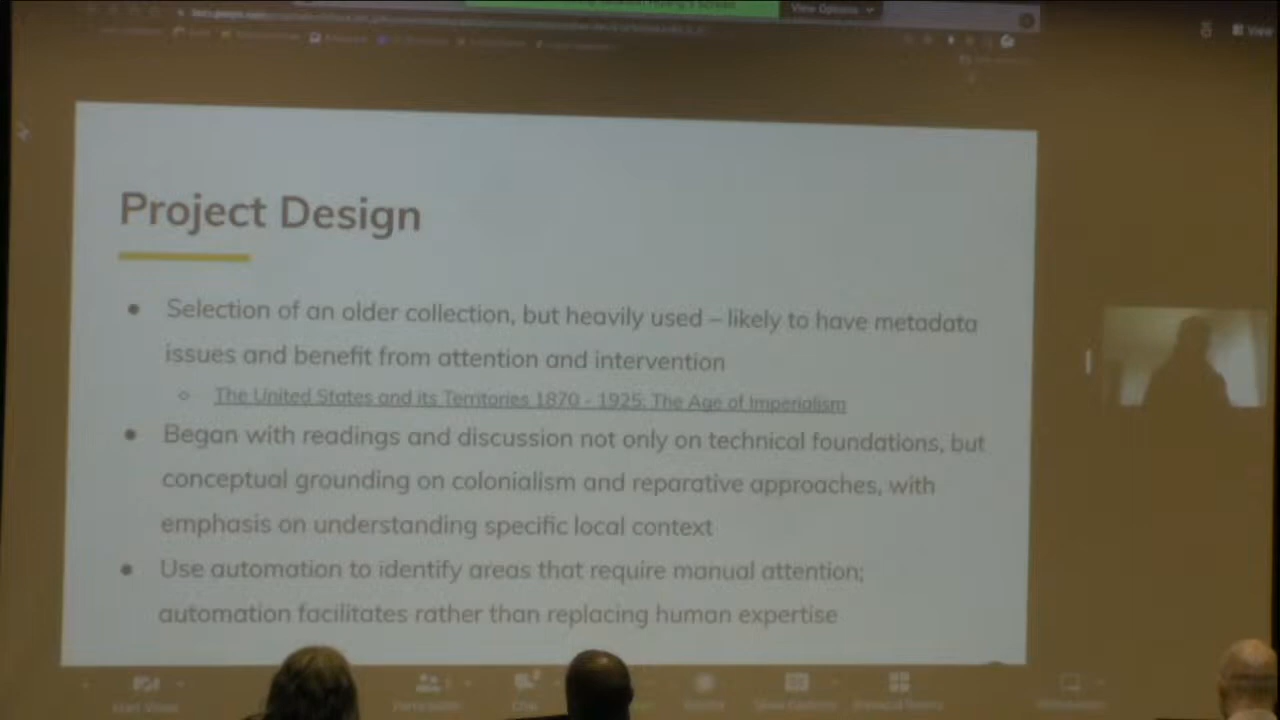 View Options
View
Project Design
● Selection of an older collection, but heavily used – likely to have metadata
issues and benefit from attention and intervention
○ The United States and its Territories 1870 - 1925: The Age of Imperialism
● Began with readings and discussion not only on technical foundations, but
conceptual grounding on colonialism and reparative approaches, with
emphasis on understanding specific local context
● Use automation to identify areas that require manual attention;
automation facilitates rather than replacing human expertise
Start Video
Chat